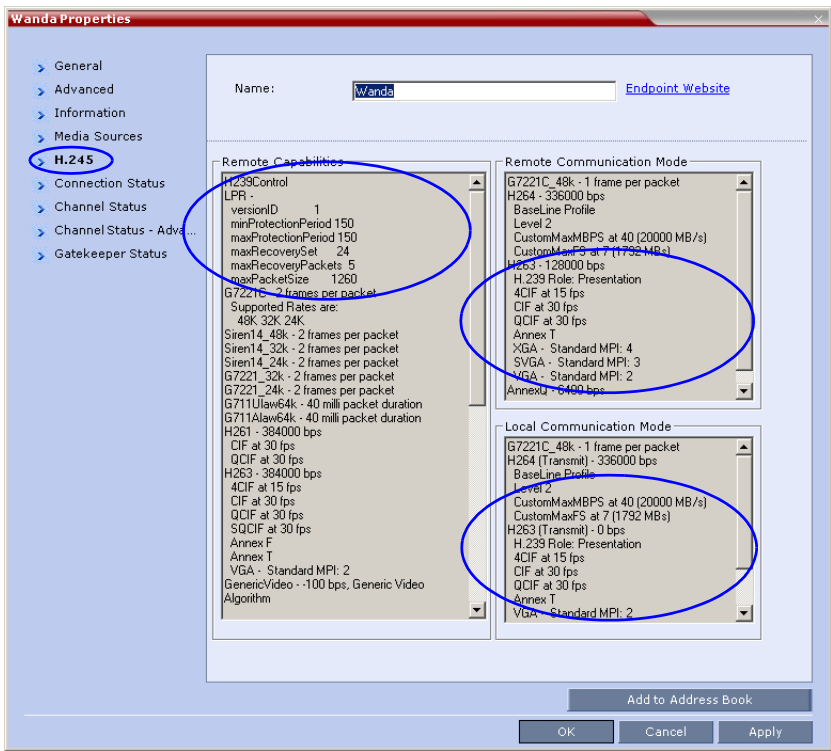 Wanda Properties
General
Advanced
Information
Media Sources
H.245
Connection Status
Channel Status
Channel Status - Adva...
Gatekeeper Status
Name:
Wanda
Endpoint Website
Remote Capabilities
H239Control
LPR -
versionID 1
minProtectionPeriod 150
maxProtectionPeriod 150
maxRecoverySet 24
maxRecoveryPackets 5
maxPacketSize 1260
G7221C - 2 frames per packet
Supported Rates are:
48K 32K 24K
Siren14_48k - 2 frames per packet
Siren14_32k - 2 frames per packet
Siren14_24k - 2 frames per packet
G7221_32k - 2 frames per packet
G7221_24k - 2 frames per packet
G711Ulaw64k - 40 milli packet duration
G711Alaw64k - 40 milli packet duration
H261 - 384000 bps
CIF at 30 fps
QCIF at 30 fps
H263 - 384000 bps
4CIF at 15 fps
CIF at 30 fps
QCIF at 30 fps
SQCIF at 30 fps
Annex F
Annex T
VGA - Standard MPI: 2
GenericVideo - -100 bps, Generic Video
Algorithm
Remote Communication Mode
G7221C_48k - 1 frame per packet
H264 - 336000 bps
BaseLine Profile
Level 2
CustomMaxMBPS at 40 (20000 MB/s)
CustomMaxFS at 7 (1792 MBs)
H263 - 128000 bps
H.239 Role: Presentation
4CIF at 15 fps
CIF at 30 fps
QCIF at 30 fps
Annex T
XGA - Standard MPI: 4
SVGA - Standard MPI: 3
VGA - Standard MPI: 2
AnnexQ - 6400 bps
Local Communication Mode
G7221C_48k - 1 frame per packet
H264 (Transmit) - 336000 bps
BaseLine Profile
Level 2
CustomMaxMBPS at 40 (20000 MB/s)
CustomMaxFS at 7 (1792 MBs)
H263 (Transmit) - 0 bps
H.239 Role: Presentation
4CIF at 15 fps
CIF at 30 fps
QCIF at 30 fps
Annex T
VGA - Standard MPI: 2
Add to Address Book
OK
Cancel
Apply